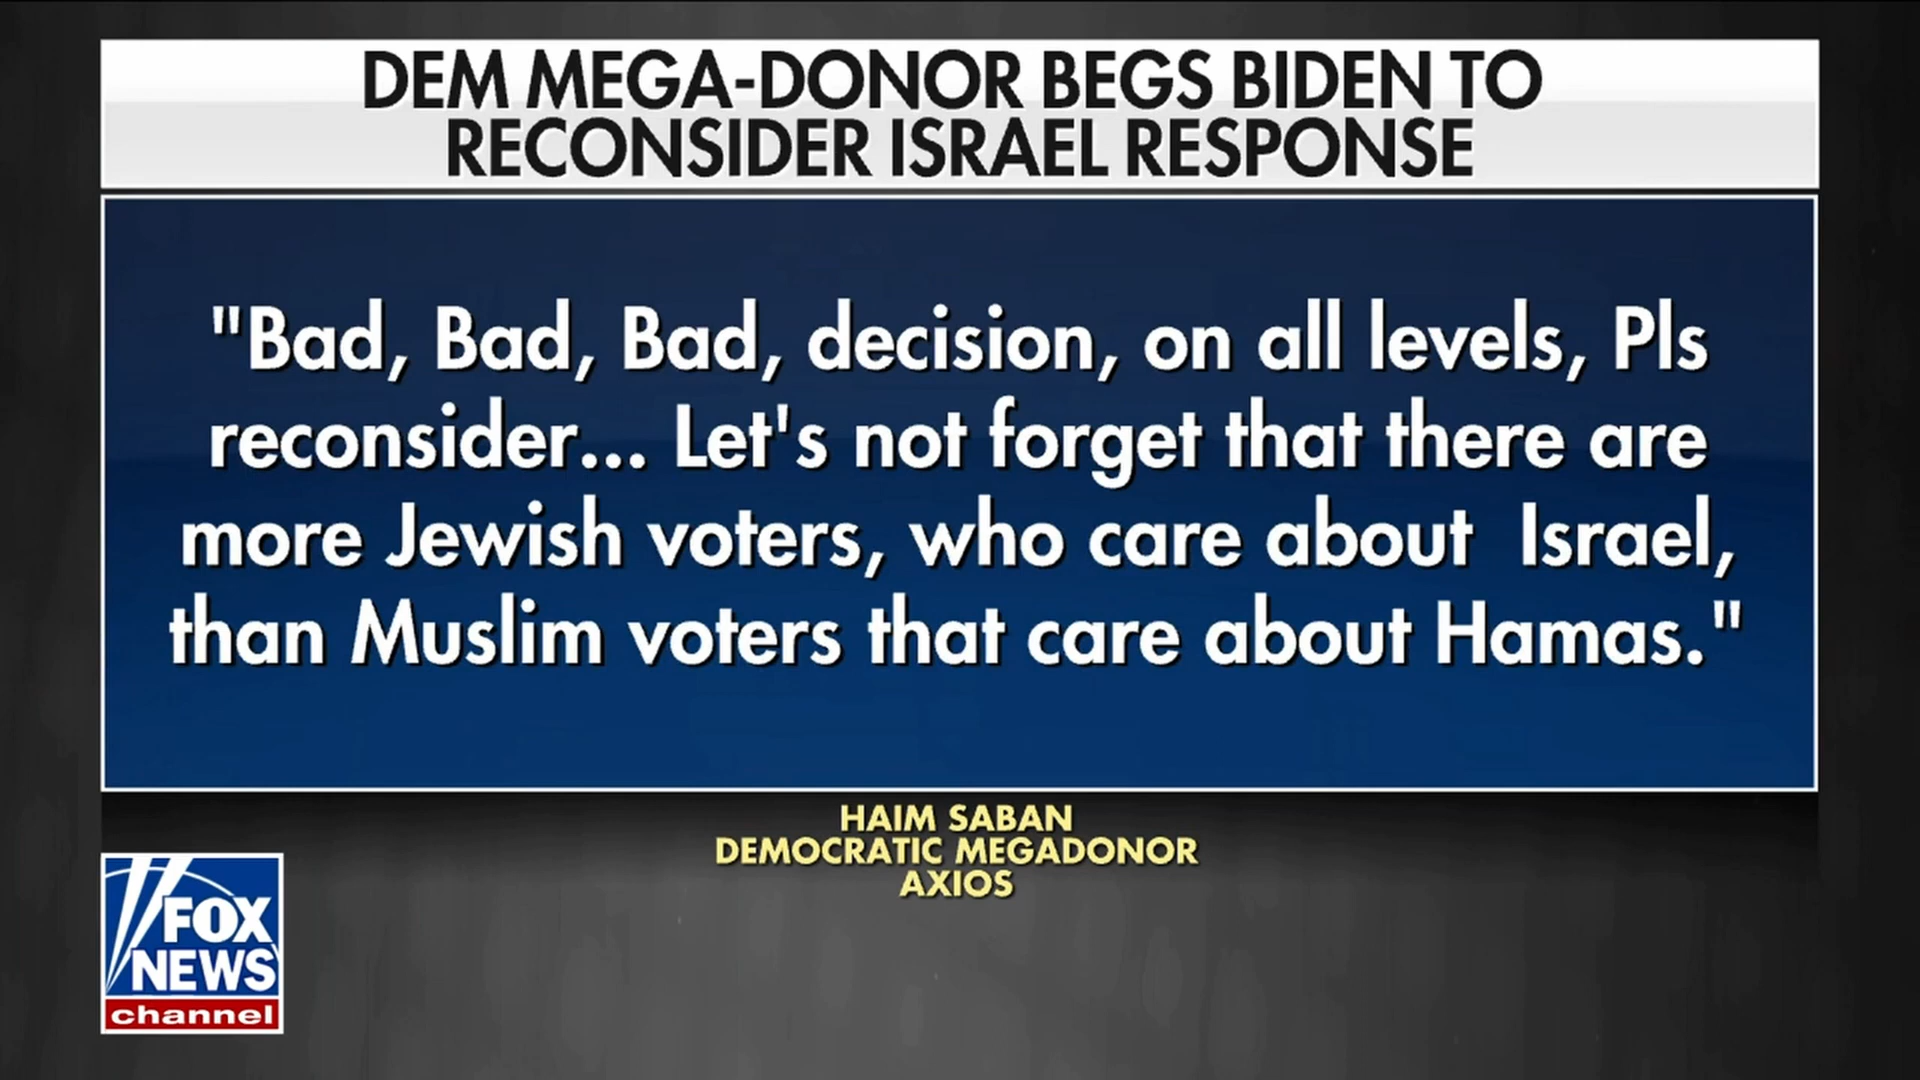 DEM MEGA-DONOR BEGS BIDEN TO
RECONSIDER ISRAEL RESPONSE
"Bad, Bad, Bad, decision, on all levels, Pls
reconsider... Let's not forget that there are
more Jewish voters, who care about  Israel,
than Muslim voters that care about Hamas."
HAIM SABAN
DEMOCRATIC MEGADONOR
AXIOS
FOX
NEWS
channel